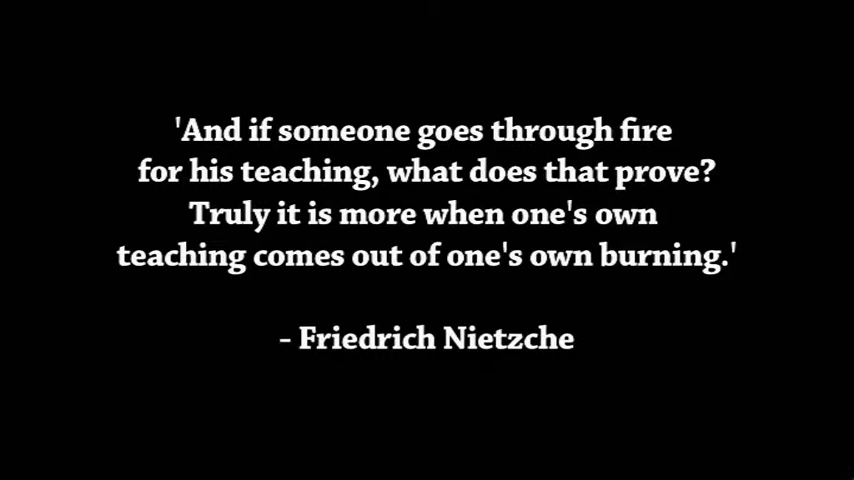 'And if someone goes through fire
for his teaching, what does that prove?
Truly it is more when one's own
teaching comes out of one's own burning.'
- Friedrich Nietzche